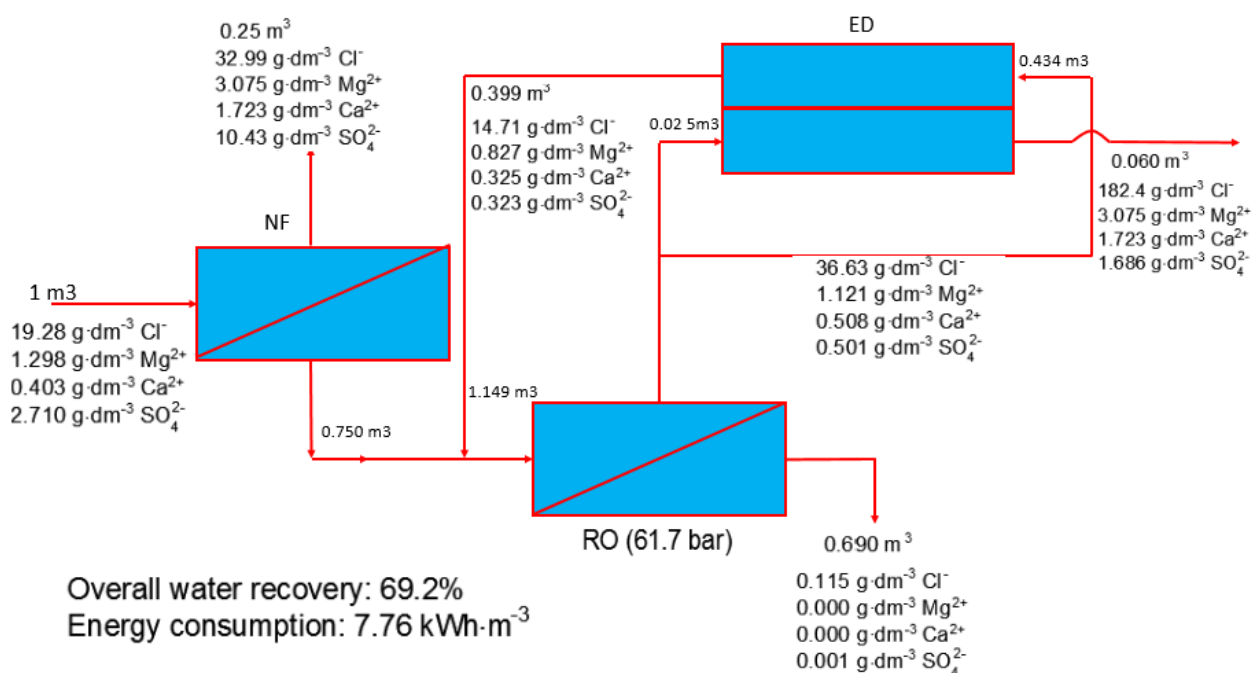 0.25 m³
32.99 g·dm⁻³ Cl⁻
3.075 g·dm⁻³ Mg²⁺
1.723 g·dm⁻³ Ca²⁺
10.43 g·dm⁻³ SO₄²⁻
NF
1 m3
19.28 g·dm⁻³ Cl⁻
1.298 g·dm⁻³ Mg²⁺
0.403 g·dm⁻³ Ca²⁺
2.710 g·dm⁻³ SO₄²⁻
0.750 m3
0.399 m³
14.71 g·dm⁻³ Cl⁻
0.827 g·dm⁻³ Mg²⁺
0.325 g·dm⁻³ Ca²⁺
0.323 g·dm⁻³ SO₄²⁻
1.149 m3
ED
0.02 5m3
0.434 m3
0.060 m³
182.4 g·dm⁻³ Cl⁻
3.075 g·dm⁻³ Mg²⁺
1.723 g·dm⁻³ Ca²⁺
1.686 g·dm⁻³ SO₄²⁻
36.63 g·dm⁻³ Cl⁻
1.121 g·dm⁻³ Mg²⁺
0.508 g·dm⁻³ Ca²⁺
0.501 g·dm⁻³ SO₄²⁻
RO (61.7 bar)
0.690 m³
0.115 g·dm⁻³ Cl⁻
0.000 g·dm⁻³ Mg²⁺
0.000 g·dm⁻³ Ca²⁺
0.001 g·dm⁻³ SO₄²⁻
Overall water recovery: 69.2%
Energy consumption: 7.76 kWh·m⁻³